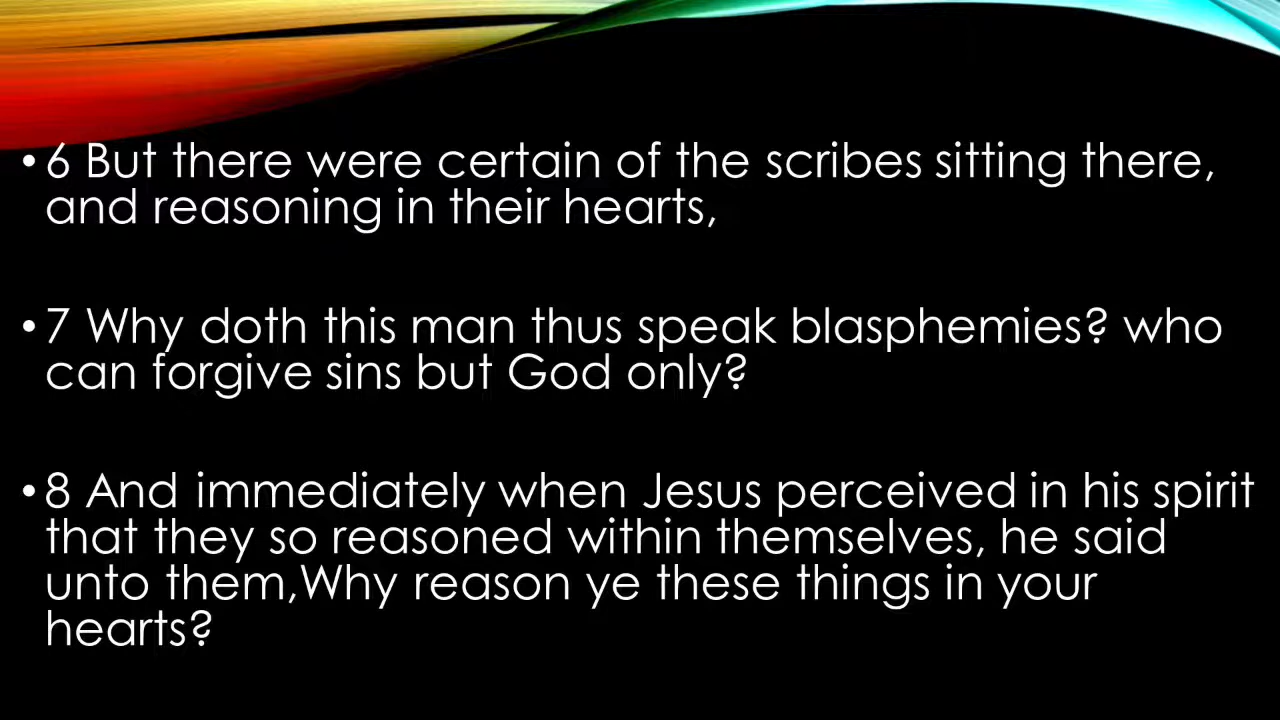 • 6 But there were certain of the scribes sitting there,
and reasoning in their hearts,
• 7 Why doth this man thus speak blasphemies? who
can forgive sins but God only?
• 8 And immediately when Jesus perceived in his spirit
that they so reasoned within themselves, he said
unto them,Why reason ye these things in your
hearts?